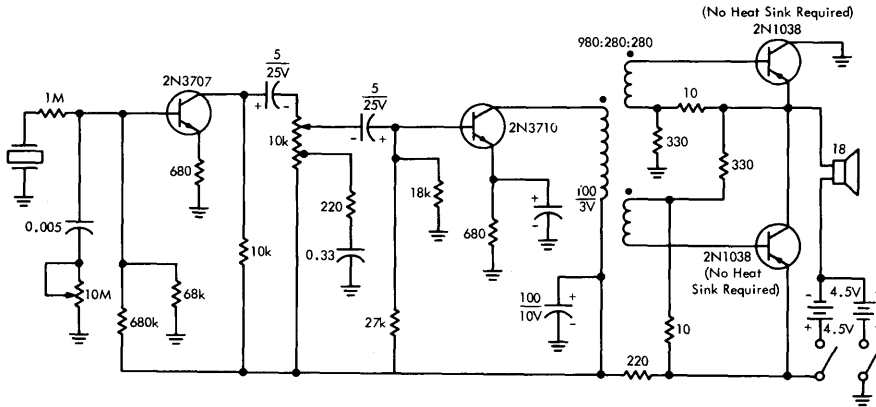 (No Heat Sink Required)
2N1038
980:280:280
5
25V
2N3707
+ -
1M
5
25V
- +
2N3710
10
330
330
18
10k
680
220
18k
+
-
100
3V
0.005
0.33
680
2N1038
(No Heat
Sink Required)
10M
680k
68k
10k
27k
100
10V
+
-
10
220
-
4.5V
+
4.5V